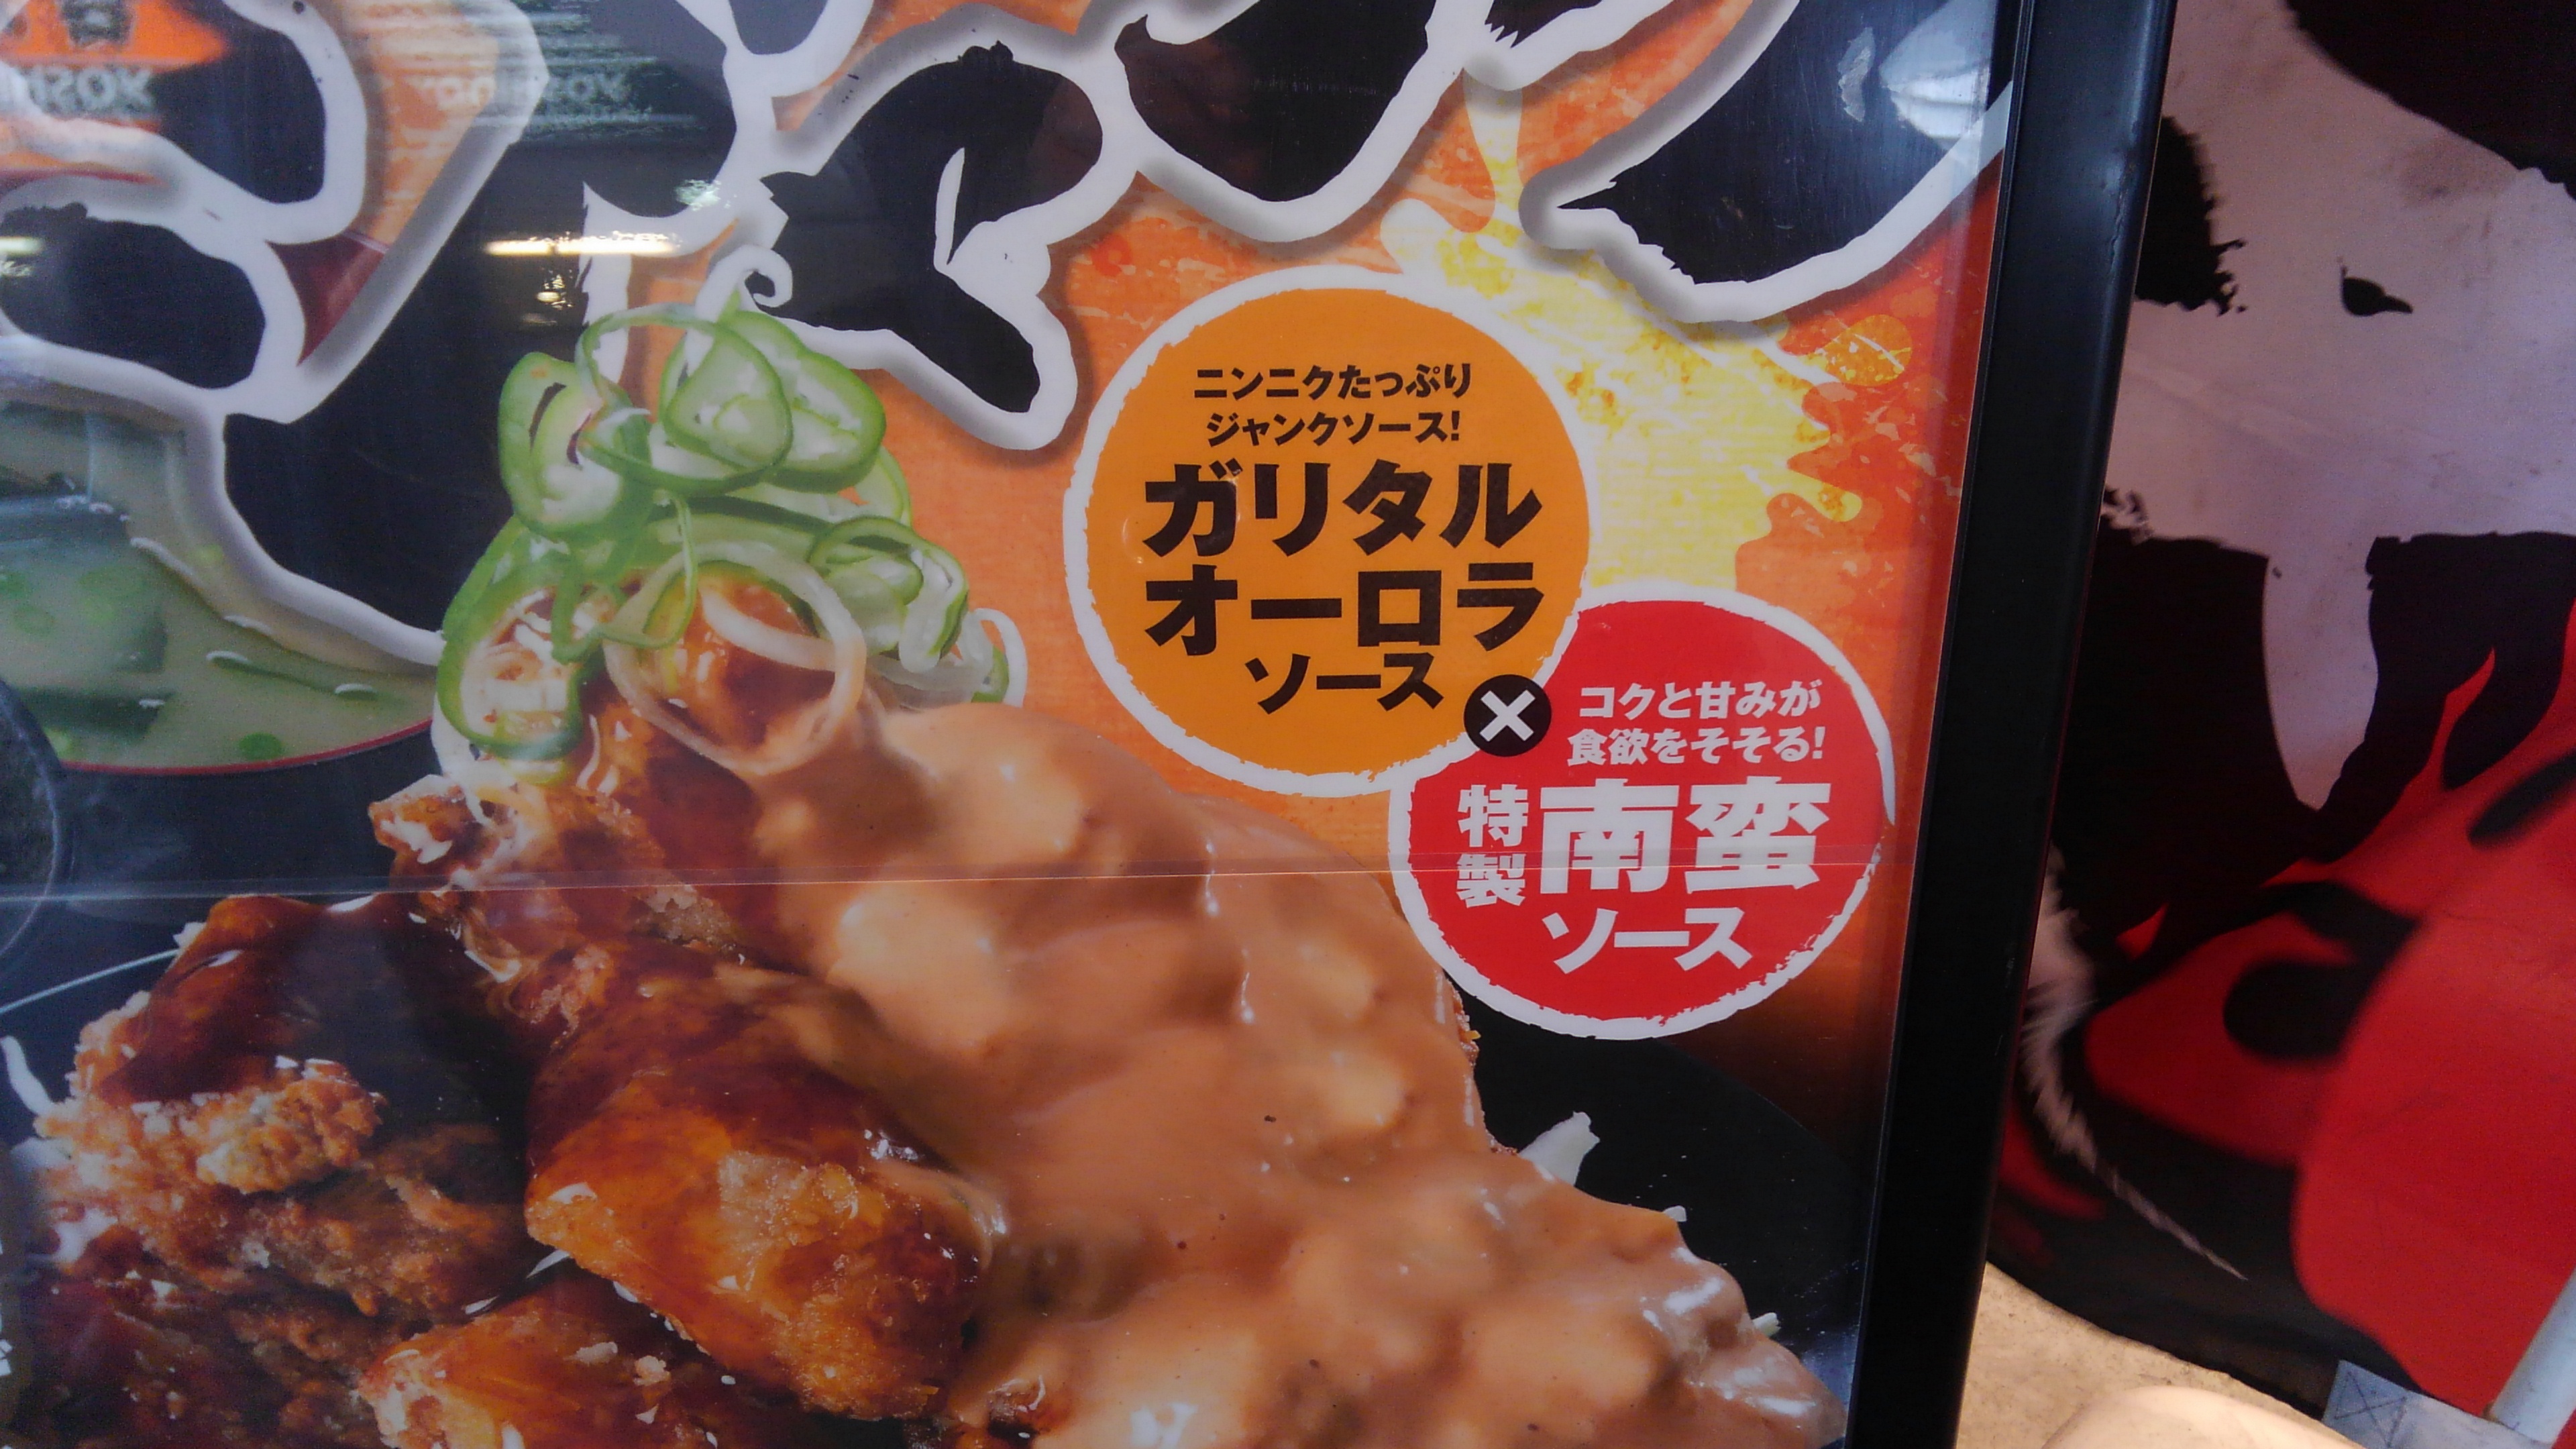 ニンニクたっぷり
ジャンクソース!
ガリタル
オーロラ
ソース
×
コクと甘みが
食欲をそそる!
特製
南蛮
ソース